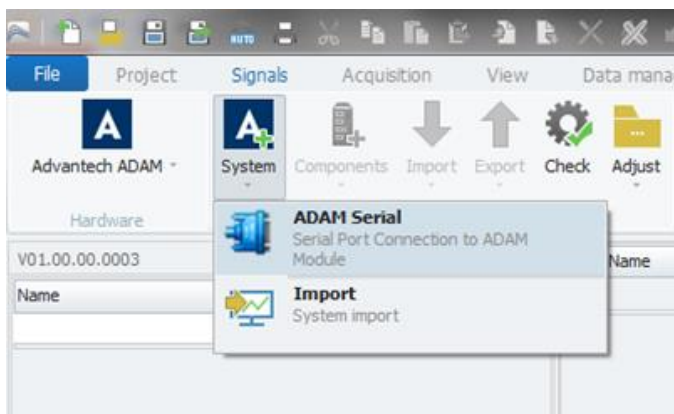 AUTO
File Project Signals Acquisition View Data mana
Advantech ADAM System Components Import Export Check Adjust
Hardware
ADAM Serial
Serial Port Connection to ADAM
Module
V01.00.00.0003
Name
Name
Import
System import